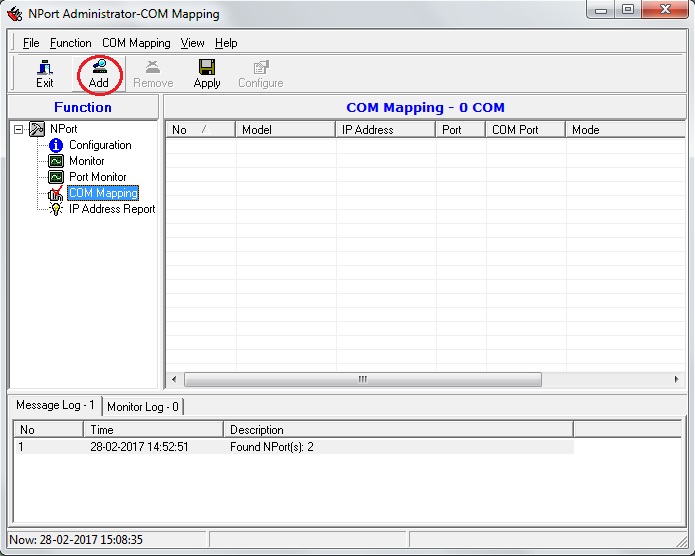 NPort Administrator-COM Mapping
File Function COM Mapping View Help
Exit Add Remove Apply Configure
Function
COM Mapping - 0 COM
NPort
Configuration
Monitor
Port Monitor
COM Mapping
IP Address Report
No Model IP Address Port COM Port Mode
Message Log - 1 Monitor Log - 0
No Time Description
1 28-02-2017 14:52:51 Found NPort(s): 2
Now: 28-02-2017 15:08:35